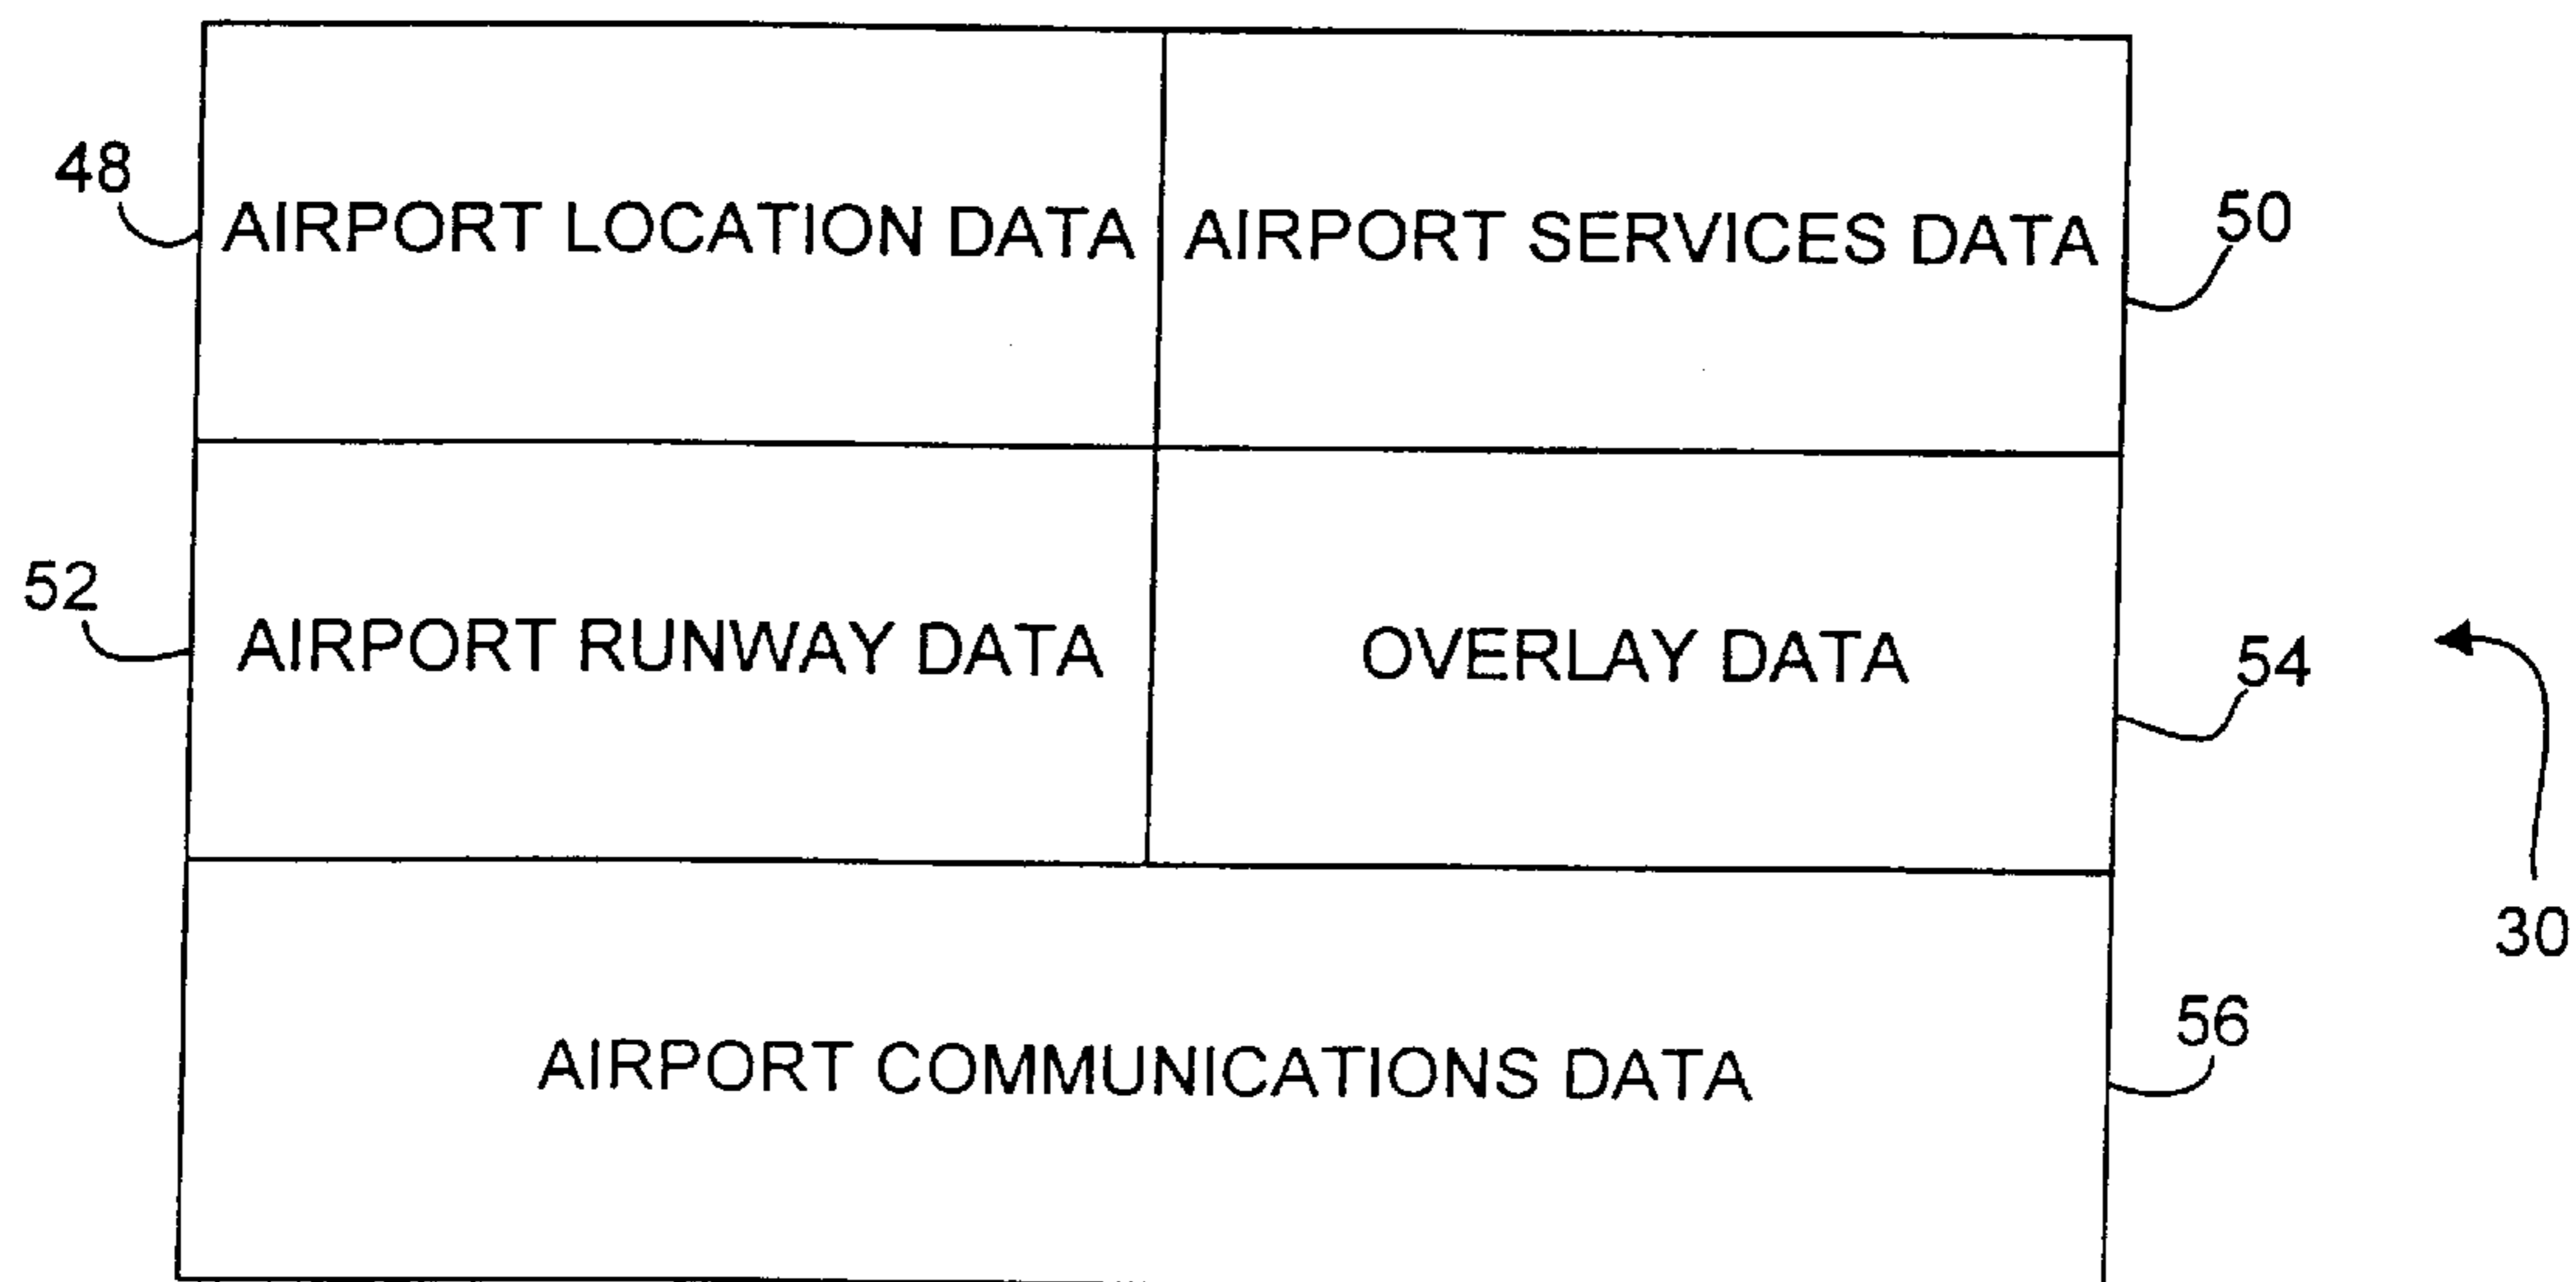 48
AIRPORT LOCATION DATA
AIRPORT SERVICES DATA
50
52
AIRPORT RUNWAY DATA
OVERLAY DATA
54
30
AIRPORT COMMUNICATIONS DATA
56